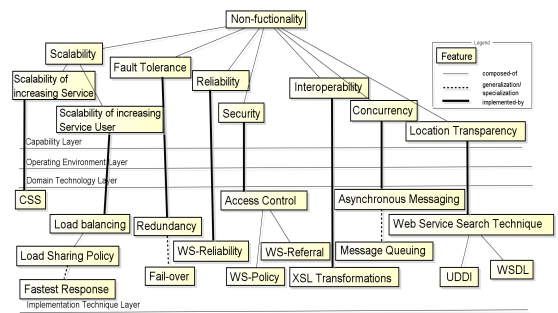 Non-fuctionality
Legend
Feature
composed-of
generalization/
specialization
implemented-by
Scalability
Fault Tolerance
Reliability
Interoperability
Scalability of
increasing Service
Scalability of increasing
Service User
Security
Concurrency
Location Transparency
Capability Layer
Operating Environment Layer
Domain Technology Layer
CSS
Access Control
Asynchronous Messaging
Load balancing
Redundancy
Web Service Search Technique
WS-Reliability
WS-Referral
Message Queuing
Load Sharing Policy
Fail-over
WS-Policy
XSL Transformations
UDDI
WSDL
Fastest Response
Implementation Technique Layer